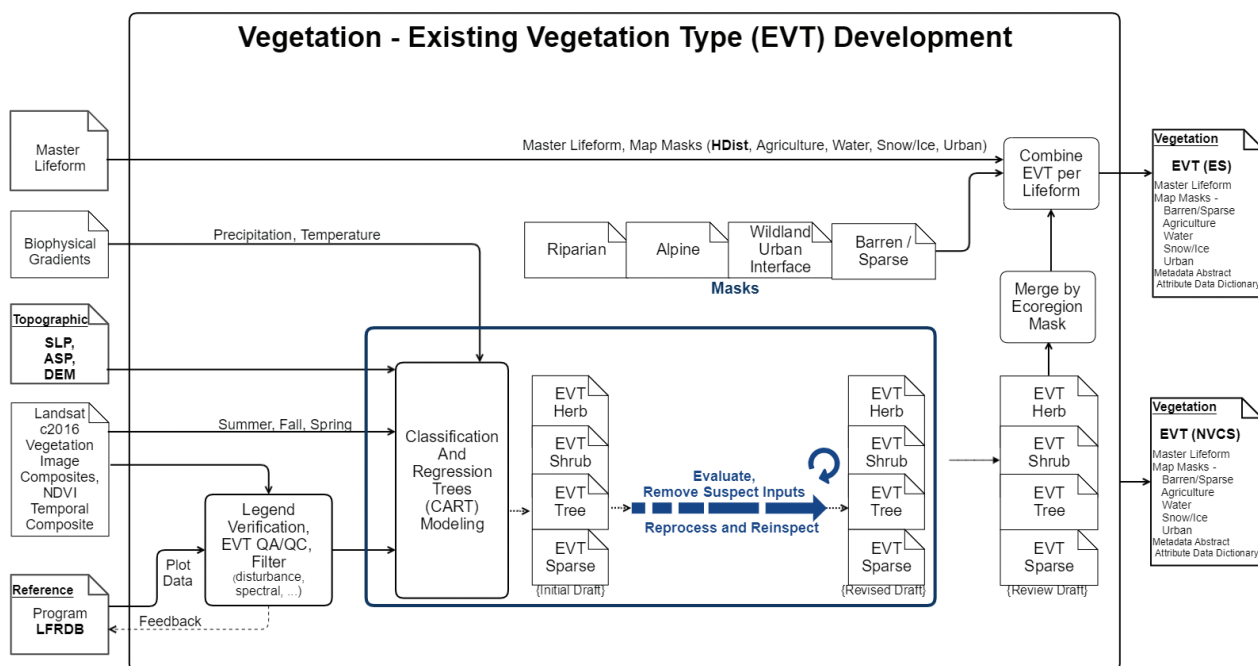 Vegetation - Existing Vegetation Type (EVT) Development
Master
Lifeform
Master Lifeform, Map Masks (HDist, Agriculture, Water, Snow/Ice, Urban)
Combine
EVT per
Lifeform
Vegetation
EVT (ES)
Master Lifeform
Map Masks -
Barren/Sparse
Agriculture
Water
Snow/Ice
Urban
Metadata Abstract
Attribute Data Dictionary
Biophysical
Gradients
Precipitation, Temperature
Riparian
Alpine
Wildland
Urban
Interface
Barren /
Sparse
Masks
Merge by
Ecoregion
Mask
Topographic
SLP,
ASP,
DEM
Landsat
c2016
Vegetation
Image
Composites,
NDVI
Temporal
Composite
Summer, Fall, Spring
Classification
And
Regression
Trees
(CART)
Modeling
EVT
Herb
EVT
Shrub
EVT
Tree
EVT
Sparse
{Initial Draft}
Evaluate,
Remove Suspect Inputs
Reprocess and Reinspect
EVT
Herb
EVT
Shrub
EVT
Tree
EVT
Sparse
{Revised Draft}
EVT
Herb
EVT
Shrub
EVT
Tree
EVT
Sparse
{Review Draft}
Vegetation
EVT (NVCS)
Master Lifeform
Map Masks -
Barren/Sparse
Agriculture
Water
Snow/Ice
Urban
Metadata Abstract
Attribute Data Dictionary
Legend
Verification,
EVT QA/QC,
Filter
(disturbance,
spectral, ...)
Plot
Data
Feedback
Reference
Program
LFRDB